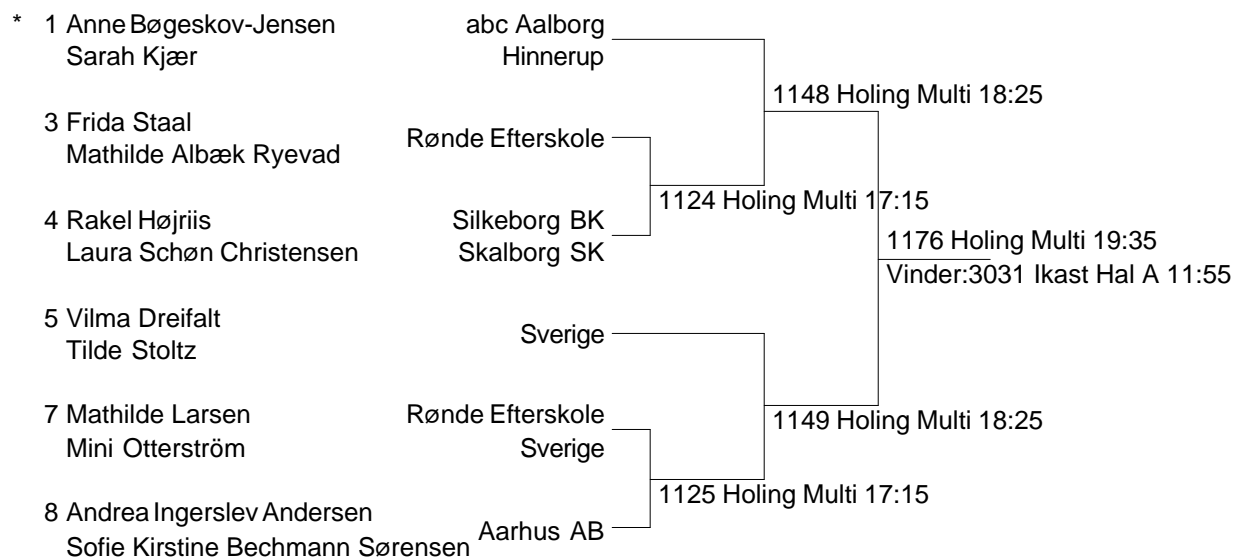 * 1 Anne Bøgeskov-Jensen abc Aalborg
Sarah Kjær Hinnerup
1148 Holing Multi 18:25
3 Frida Staal
Mathilde Albæk Ryevad Rønde Efterskole
1124 Holing Multi 17:15
4 Rakel Højriis Silkeborg BK
Laura Schøn Christensen Skalborg SK
1176 Holing Multi 19:35
Vinder:3031 Ikast Hal A 11:55
5 Vilma Dreifalt
Tilde Stoltz Sverige
7 Mathilde Larsen Rønde Efterskole
Mini Otterström Sverige
1149 Holing Multi 18:25
1125 Holing Multi 17:15
8 Andrea Ingerslev Andersen
Sofie Kirstine Bechmann Sørensen Aarhus AB